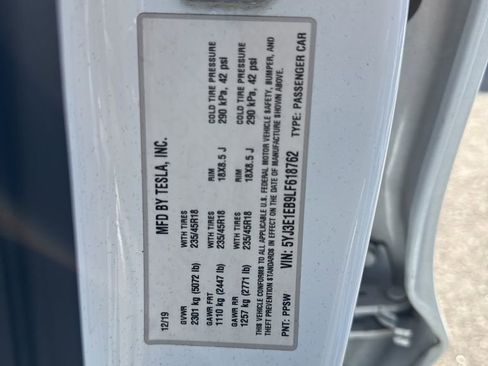 MFD BY TESLA, INC.
12/19
GVWR WITH TIRES RIM COLD TIRE PRESSURE
2301 kg (5072 lb) 235/45R18 18X8.5 J 290 kPa, 42 psi
GAWR FRT WITH TIRES RIM COLD TIRE PRESSURE
1110 kg (2447 lb) 235/45R18 18X8.5 J 290 kPa, 42 psi
GAWR RR
1257 kg (2771 lb)
THIS VEHICLE CONFORMS TO ALL APPLICABLE U.S. FEDERAL MOTOR VEHICLE SAFETY, BUMPER, AND
THEFT PREVENTION STANDARDS IN EFFECT ON THE DATE OF MANUFACTURE SHOWN ABOVE.
PNT: PPSW VIN: 5YJ3E1EB9LF618762 TYPE: PASSENGER CAR